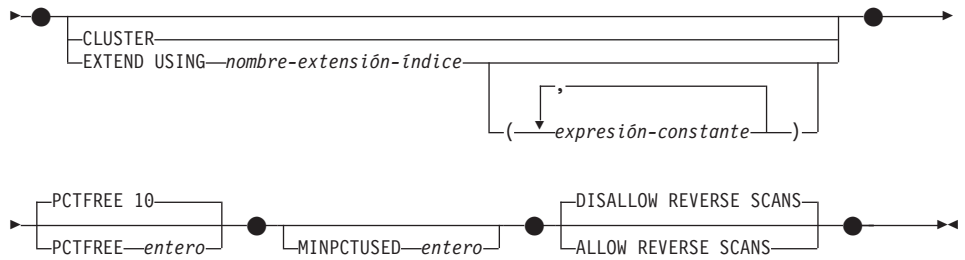 CLUSTER
EXTEND USING nombre-extensión-índice
,
( expresión-constante )
PCTFREE 10 DISALLOW REVERSE SCANS
PCTFREE entero MINPCTUSED entero ALLOW REVERSE SCANS